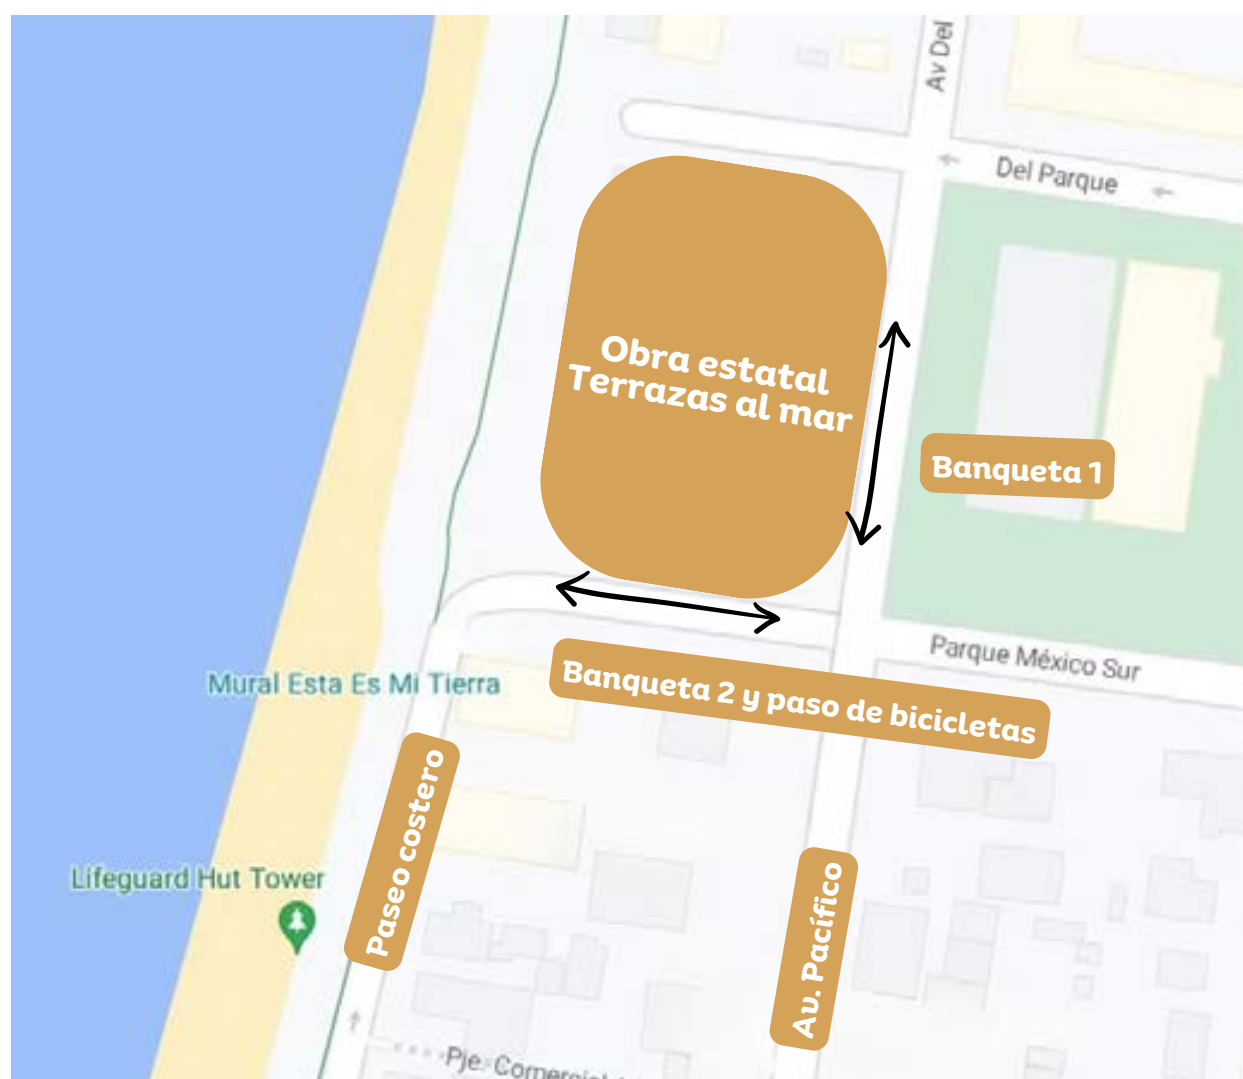 Av Del
Del Parque
Obra estatal
Terrazas al mar
Banqueta 1
Parque México Sur
Mural Esta Es Mi Tierra
Banqueta 2 y paso de bicicletas
Paseo costero
Lifeguard Hut Tower
Av. Pacífico
Pje. Comercial